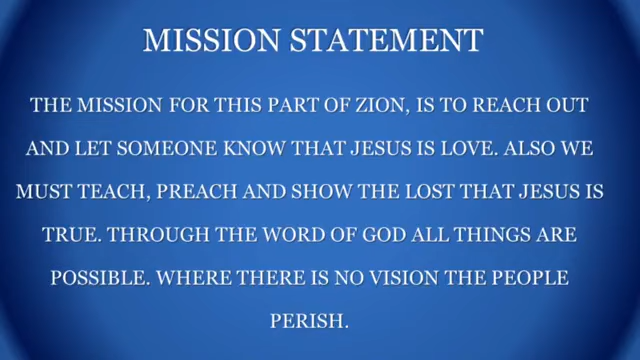 MISSION STATEMENT
THE MISSION FOR THIS PART OF ZION, IS TO REACH OUT
AND LET SOMEONE KNOW THAT JESUS IS LOVE. ALSO WE
MUST TEACH, PREACH AND SHOW THE LOST THAT JESUS IS
TRUE. THROUGH THE WORD OF GOD ALL THINGS ARE
POSSIBLE. WHERE THERE IS NO VISION THE PEOPLE
PERISH.